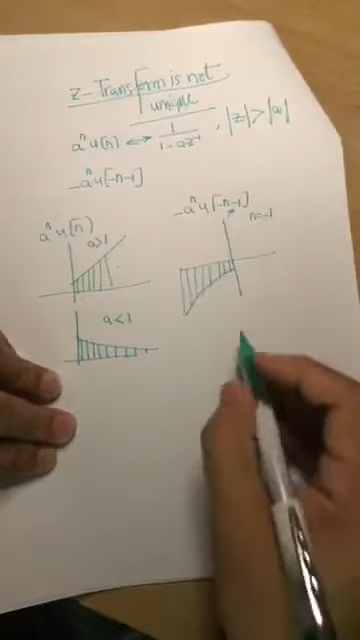 Z-Transform is not
unique
aⁿu[n] ↔ 1/(1-az⁻¹), |z|>|a|
-aⁿu[-n-1]
aⁿu[n]
a>1
-aⁿu[-n-1]
n=-1
a<1